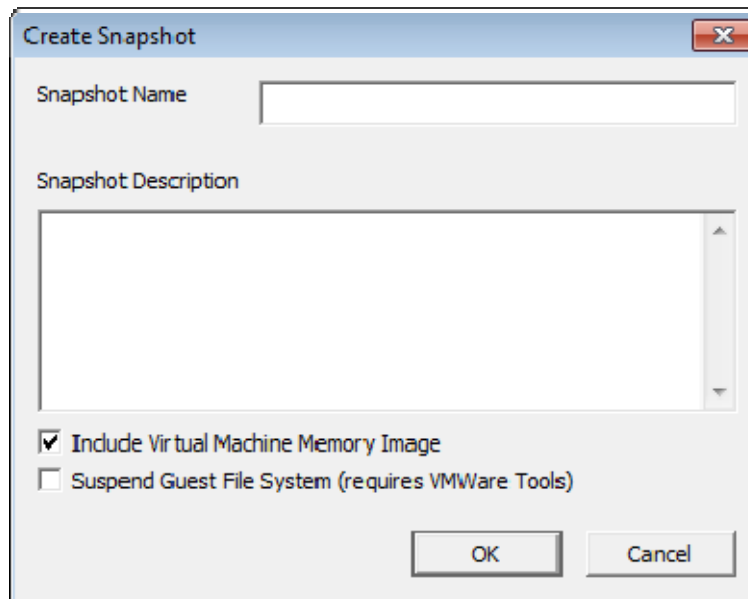 Create Snapshot
Snapshot Name
Snapshot Description
Include Virtual Machine Memory Image
Suspend Guest File System (requires VMWare Tools)
OK
Cancel